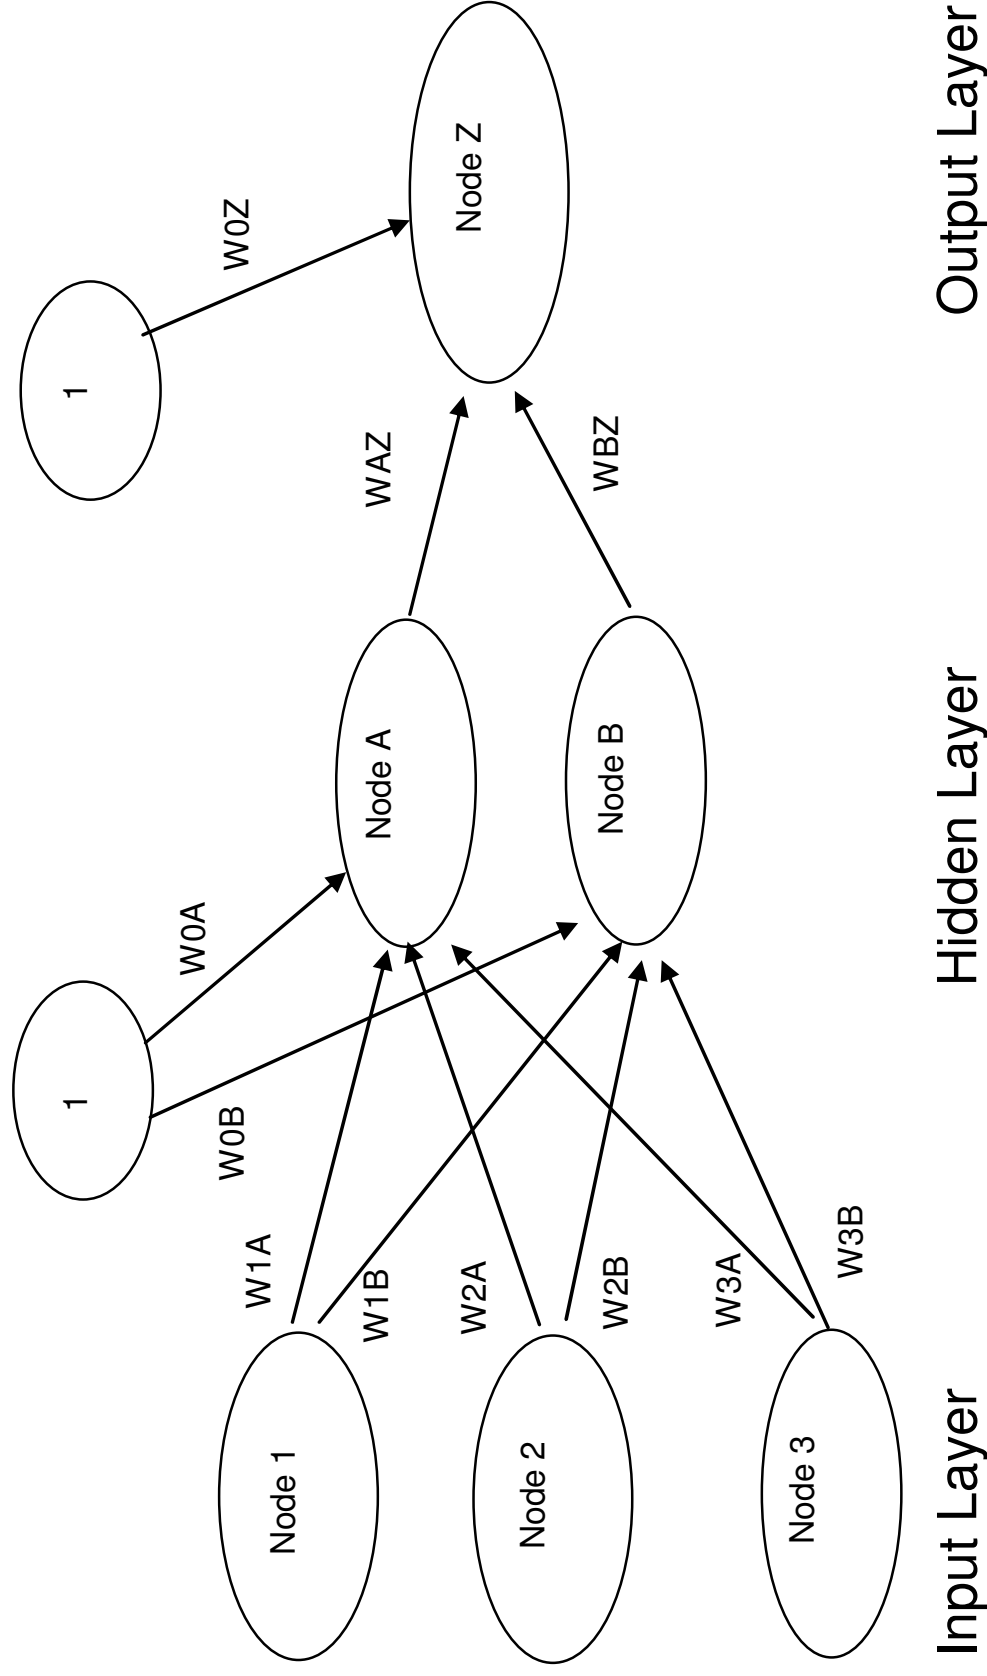 1
W0Z
Node Z
1
W0A
W0B
WAZ
WBZ
Node A
Node B
W1A
W1B
W2A
W2B
W3A
W3B
Node 1
Node 2
Node 3
Input Layer
Hidden Layer
Output Layer